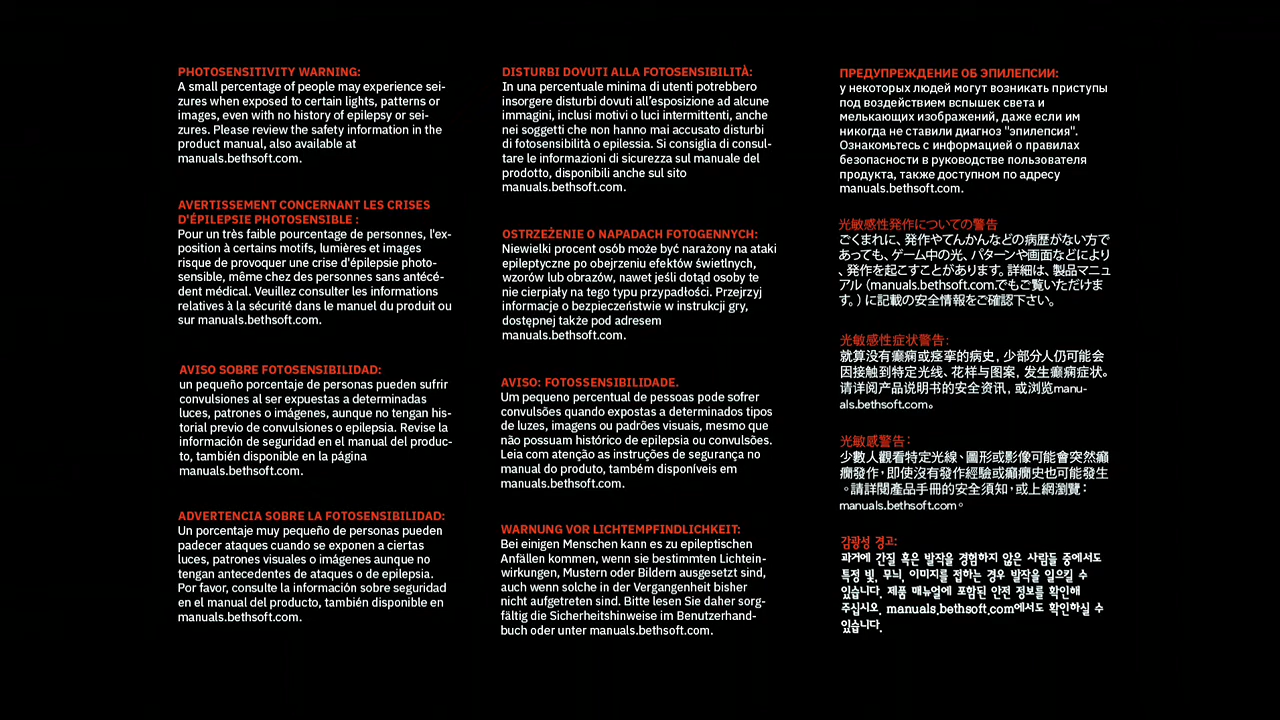 PHOTOSENSITIVITY WARNING:
A small percentage of people may experience sei-
zures when exposed to certain lights, patterns or
images, even with no history of epilepsy or sei-
zures. Please review the safety information in the
product manual, also available at
manuals.bethsoft.com.
AVERTISSEMENT CONCERNANT LES CRISES
D'ÉPILEPSIE PHOTOSENSIBLE :
Pour un très faible pourcentage de personnes, l'ex-
position à certains motifs, lumières et images
risque de provoquer une crise d'épilepsie photo-
sensible, même chez des personnes sans antécé-
dent médical. Veuillez consulter les informations
relatives à la sécurité dans le manuel du produit ou
sur manuals.bethsoft.com.
AVISO SOBRE FOTOSENSIBILIDAD:
un pequeño porcentaje de personas pueden sufrir
convulsiones al ser expuestas a determinadas
luces, patrones o imágenes, aunque no tengan his-
torial previo de convulsiones o epilepsia. Revise la
información de seguridad en el manual del produc-
to, también disponible en la página
manuals.bethsoft.com.
ADVERTENCIA SOBRE LA FOTOSENSIBILIDAD:
Un porcentaje muy pequeño de personas pueden
padecer ataques cuando se exponen a ciertas
luces, patrones visuales o imágenes aunque no
tengan antecedentes de ataques o de epilepsia.
Por favor, consulte la información sobre seguridad
en el manual del producto, también disponible en
manuals.bethsoft.com.
DISTURBI DOVUTI ALLA FOTOSENSIBILITÀ:
In una percentuale minima di utenti potrebbero
insorgere disturbi dovuti all'esposizione ad alcune
immagini, inclusi motivi o luci intermittenti, anche
nei soggetti che non hanno mai accusato disturbi
di fotosensibilità o epilessia. Si consiglia di consul-
tare le informazioni di sicurezza sul manuale del
prodotto, disponibili anche sul sito
manuals.bethsoft.com.
OSTRZEŻENIE O NAPADACH FOTOGENNYCH:
Niewielki procent osób może być narażony na ataki
epileptyczne po obejrzeniu efektów świetlnych,
wzorów lub obrazów, nawet jeśli dotąd osoby te
nie cierpiały na tego typu przypadłości. Przejrzyj
informacje o bezpieczeństwie w instrukcji gry,
dostępnej także pod adresem
manuals.bethsoft.com.
AVISO: FOTOSSENSIBILIDADE.
Um pequeno percentual de pessoas pode sofrer
convulsões quando expostas a determinados tipos
de luzes, imagens ou padrões visuais, mesmo que
não possuam histórico de epilepsia ou convulsões.
Leia com atenção as instruções de segurança no
manual do produto, também disponíveis em
manuals.bethsoft.com.
WARNUNG VOR LICHTEMPFINDLICHKEIT:
Bei einigen Menschen kann es zu epileptischen
Anfällen kommen, wenn sie bestimmten Lichtein-
wirkungen, Mustern oder Bildern ausgesetzt sind,
auch wenn solche in der Vergangenheit bisher
nicht aufgetreten sind. Bitte lesen Sie daher sorg-
fältig die Sicherheitshinweise im Benutzerhand-
buch oder unter manuals.bethsoft.com.
ПРЕДУПРЕЖДЕНИЕ ОБ ЭПИЛЕПСИИ:
у некоторых людей могут возникать приступы
под воздействием вспышек света и
мелькающих изображений, даже если им
никогда не ставили диагноз "эпилепсия".
Ознакомьтесь с информацией о правилах
безопасности в руководстве пользователя
продукта, также доступном по адресу
manuals.bethsoft.com.
光敏感性発作についての警告
ごくまれに、発作やてんかんなどの病歴がない方で
あっても、ゲーム中の光、パターンや画面などにより
、発作を起こすことがあります。詳細は、製品マニュ
アル (manuals.bethsoft.comでもご覧いただけま
す。) に記載の安全情報をご確認下さい。
光敏感性症状警告：
就算没有癫痫或痉挛的病史，少部分人仍可能会
因接触到特定光线、花样与图案，发生癫痫症状。
请详阅产品说明书的安全资讯，或浏览manu-
als.bethsoft.com。
光敏感警告：
少數人觀看特定光線、圖形或影像可能會突然癲
癇發作，即使沒有發作經驗或癲癇史也可能發生
。請詳閱產品手冊的安全須知，或上網瀏覽：
manuals.bethsoft.com。
감광성 경고:
과거에 간질 혹은 발작을 경험하지 않은 사람들 중에서도
특정 빛, 무늬, 이미지를 접하는 경우 발작을 일으킬 수
있습니다. 제품 매뉴얼에 포함된 안전 정보를 확인해
주십시오. manuals.bethsoft.com에서도 확인하실 수
있습니다.